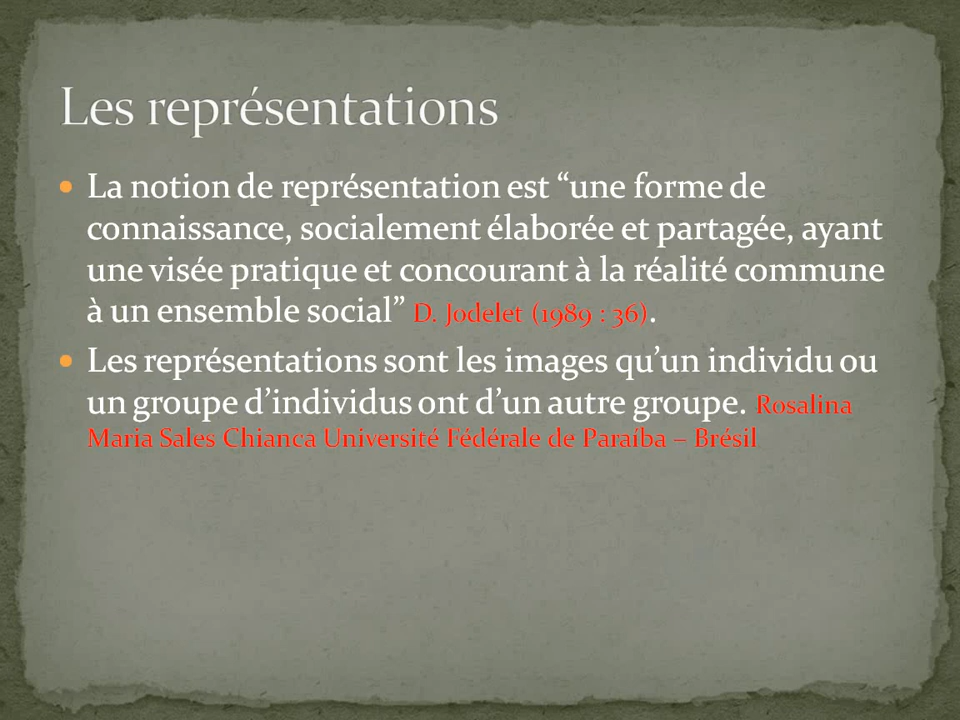 Les représentations
La notion de représentation est “une forme de
connaissance, socialement élaborée et partagée, ayant
une visée pratique et concourant à la réalité commune
à un ensemble social” D. Jodelet (1989 : 36).
Les représentations sont les images qu’un individu ou
un groupe d’individus ont d’un autre groupe. Rosalina
Maria Sales Chianca Université Fédérale de Paraíba – Brésil